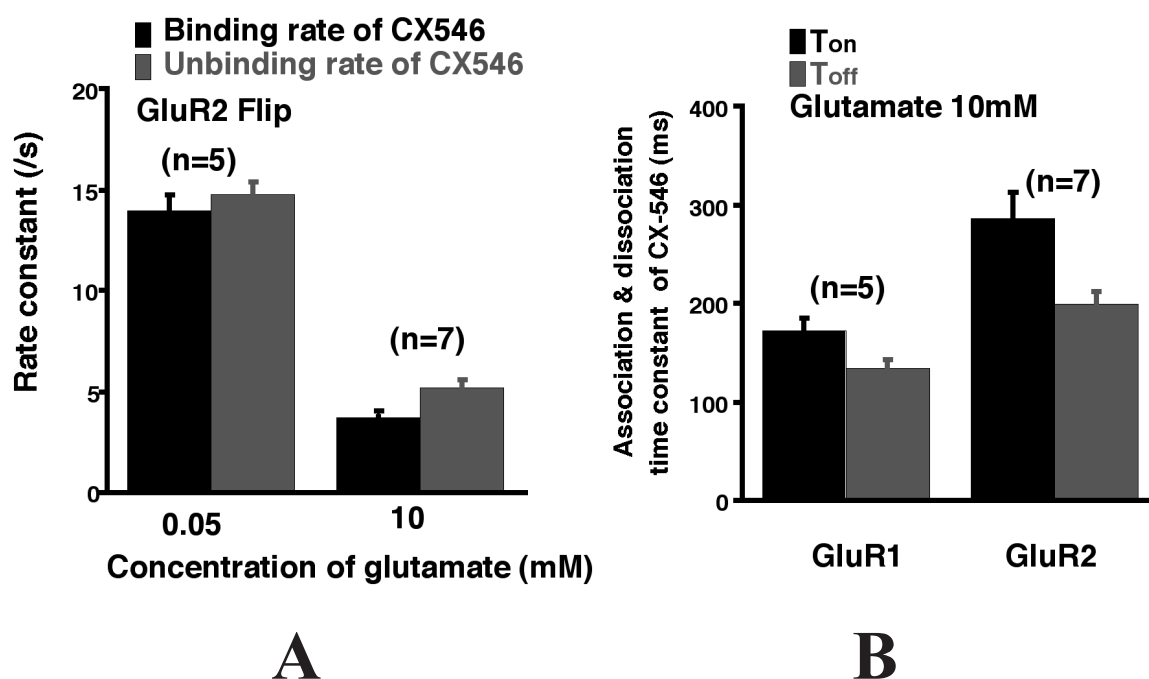 Binding rate of CX546
Unbinding rate of CX546
GluR2 Flip
(n=5)
(n=7)
20
15
10
5
0
Rate constant (/s)
0.05
10
Concentration of glutamate (mM)
A
Ton
Toff
Glutamate 10mM
(n=7)
(n=5)
400
300
200
100
0
Association & dissociation
time constant of CX-546 (ms)
GluR1
GluR2
B